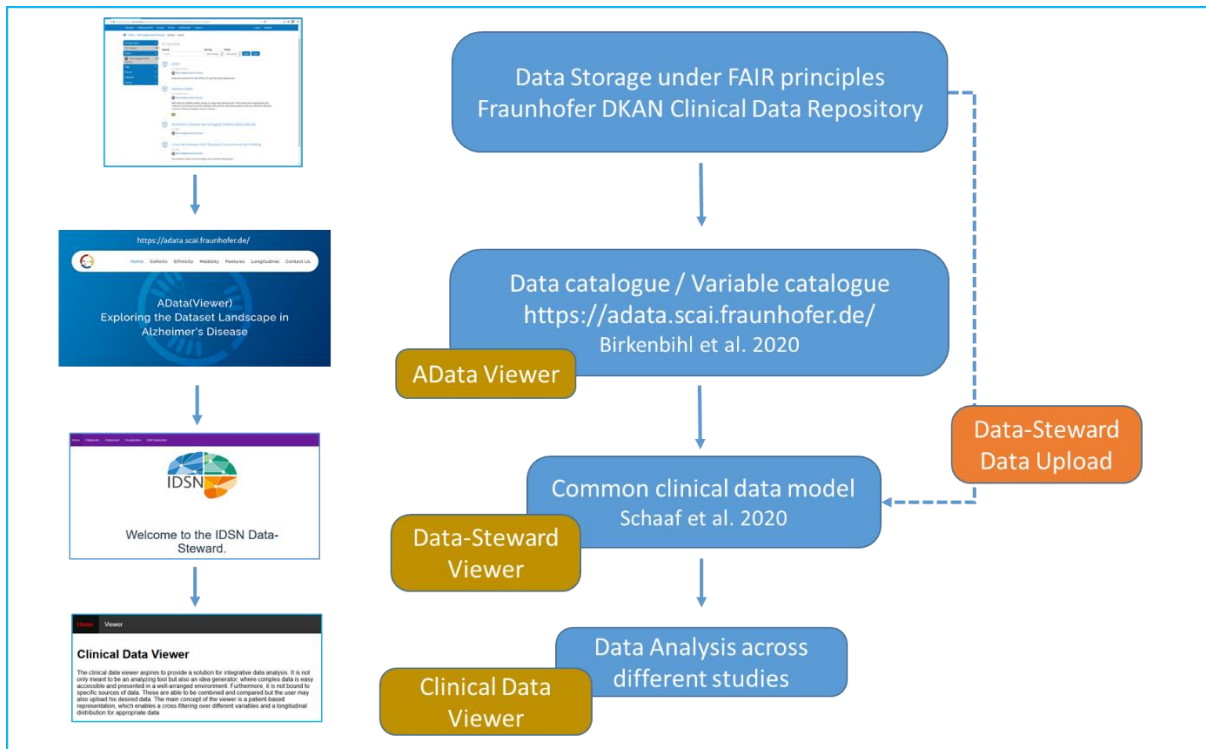 Data Storage under FAIR principles
Fraunhofer DKAN Clinical Data Repository
https://adata.scai.fraunhofer.de/
Home Cohorts Ethnicity Modality Features Longitudinal Contact Us
AData(Viewer)
Exploring the Dataset Landscape in
Alzheimer's Disease
Data catalogue / Variable catalogue
https://adata.scai.fraunhofer.de/
Birkenbihl et al. 2020
AData Viewer
Data-Steward
Data Upload
IDSN
Welcome to the IDSN Data-
Steward.
Common clinical data model
Schaaf et al. 2020
Data-Steward
Viewer
Home Viewer
Clinical Data Viewer
The clinical data viewer aspires to provide a solution for integrative data analysis. It is not
only meant to be an analyzing tool but also an idea generator, where complex data is easy
accessible and presented in a well-arranged environment. Furthermore, it is not bound to
specific sources of data. These are able to be combined and compared but the user may
also upload his desired data. The main concept of the viewer is a patient-based
representation, which enables a cross-filtering over different variables and a longitudinal
distribution for appropriate data.
Data Analysis across
different studies
Clinical Data
Viewer